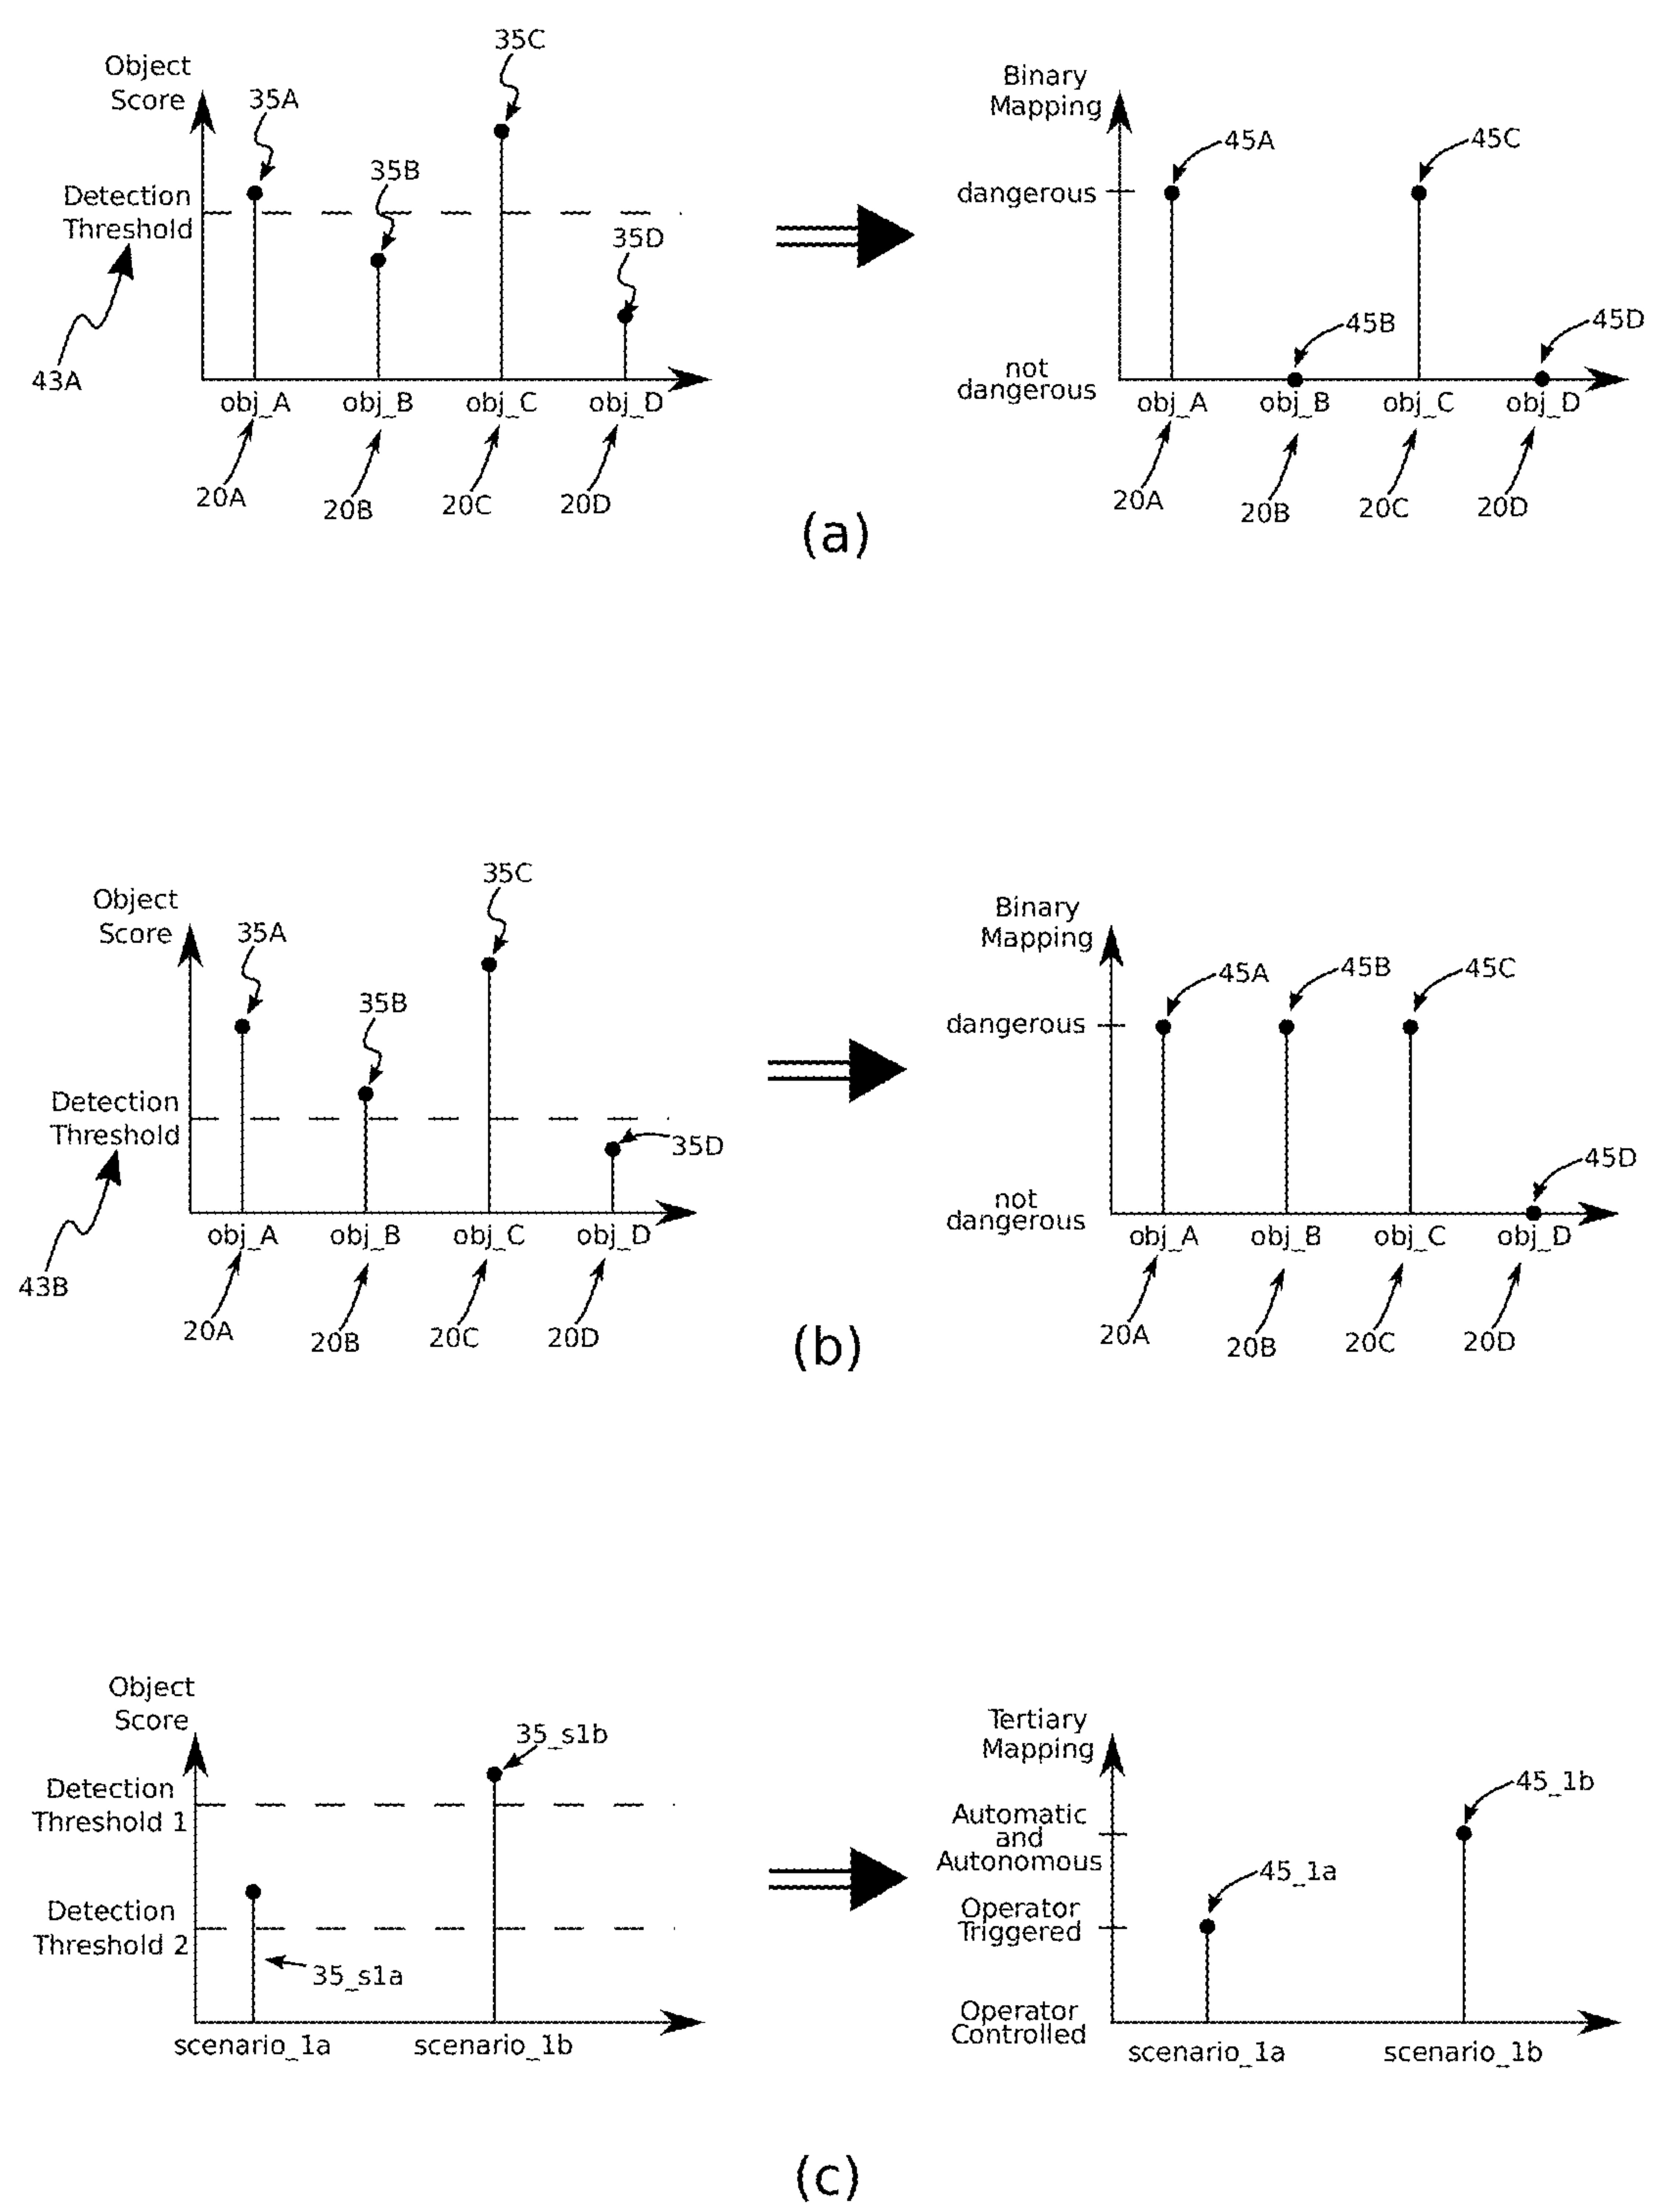 35C
Object
Score
35A
35B
Detection
Threshold
35D
43A
obj_A
obj_B
obj_C
obj_D
20A
20B
20C
20D
Binary
Mapping
45A
45C
dangerous
45B
45D
not
dangerous
obj_A
obj_B
obj_C
obj_D
20A
20B
20C
20D
(a)
35C
Object
Score
35A
35B
Detection
Threshold
35D
43B
obj_A
obj_B
obj_C
obj_D
20A
20B
20C
20D
Binary
Mapping
45A
45B
45C
dangerous
45D
not
dangerous
obj_A
obj_B
obj_C
obj_D
20A
20B
20C
20D
(b)
Object
Score
35_s1b
Detection
Threshold 1
Detection
Threshold 2
35_s1a
scenario_1a
scenario_1b
Tertiary
Mapping
45_1b
Automatic
and
Autonomous
45_1a
Operator
Triggered
Operator
Controlled
scenario_1a
scenario_1b
(c)